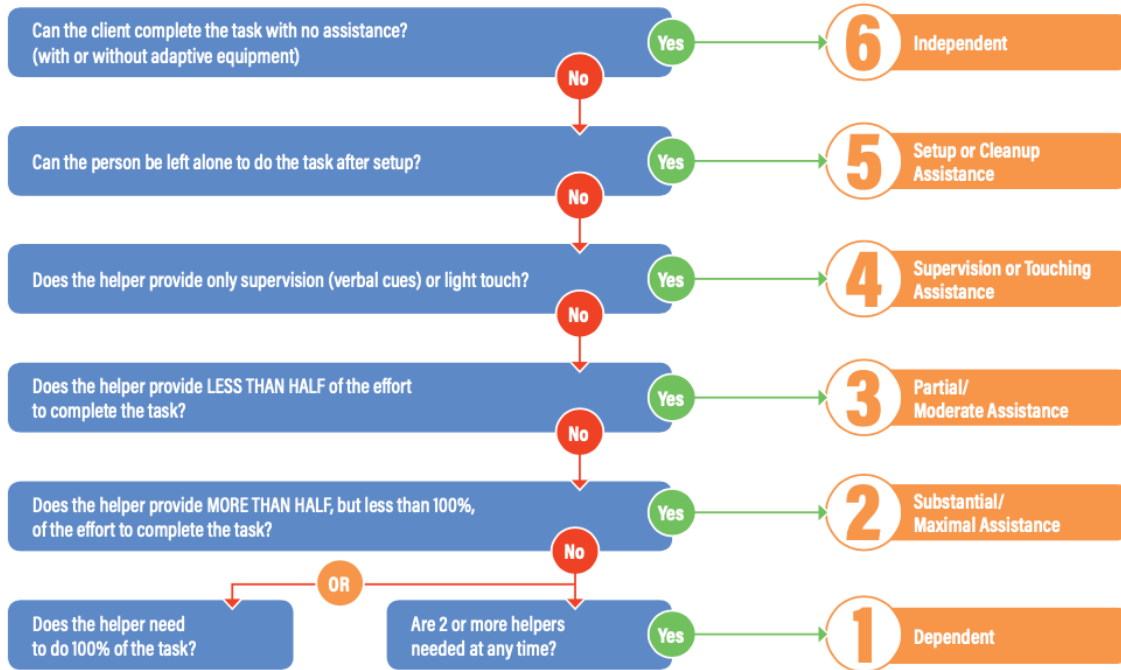 Can the client complete the task with no assistance?
(with or without adaptive equipment)
Yes
6
Independent
No
Can the person be left alone to do the task after setup?
Yes
5
Setup or Cleanup
Assistance
No
Does the helper provide only supervision (verbal cues) or light touch?
Yes
4
Supervision or Touching
Assistance
No
Does the helper provide LESS THAN HALF of the effort
to complete the task?
Yes
3
Partial/
Moderate Assistance
No
Does the helper provide MORE THAN HALF, but less than 100%,
of the effort to complete the task?
Yes
2
Substantial/
Maximal Assistance
No
OR
Does the helper need
to do 100% of the task?
Are 2 or more helpers
needed at any time?
Yes
1
Dependent